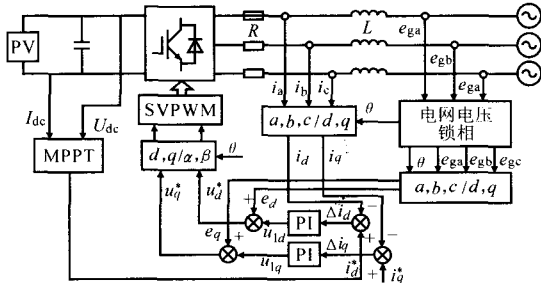 PV
R
L
e_ga
e_gb
e_ga
i_a
i_b
i_c
I_dc
U_dc
SVPWM
MPPT
a,b,c/d,q
θ
电网电压
锁相
d,q/α,β
θ
i_d
i_q
θ
e_ga
e_gb
e_gc
a,b,c/d,q
u_q^*
u_d^*
+
e_d
+
−
+
u_1d
PI
Δi_d^*
e_q
+
+
−
u_1q
PI
Δi_q
i_d^*
+
i_q^*